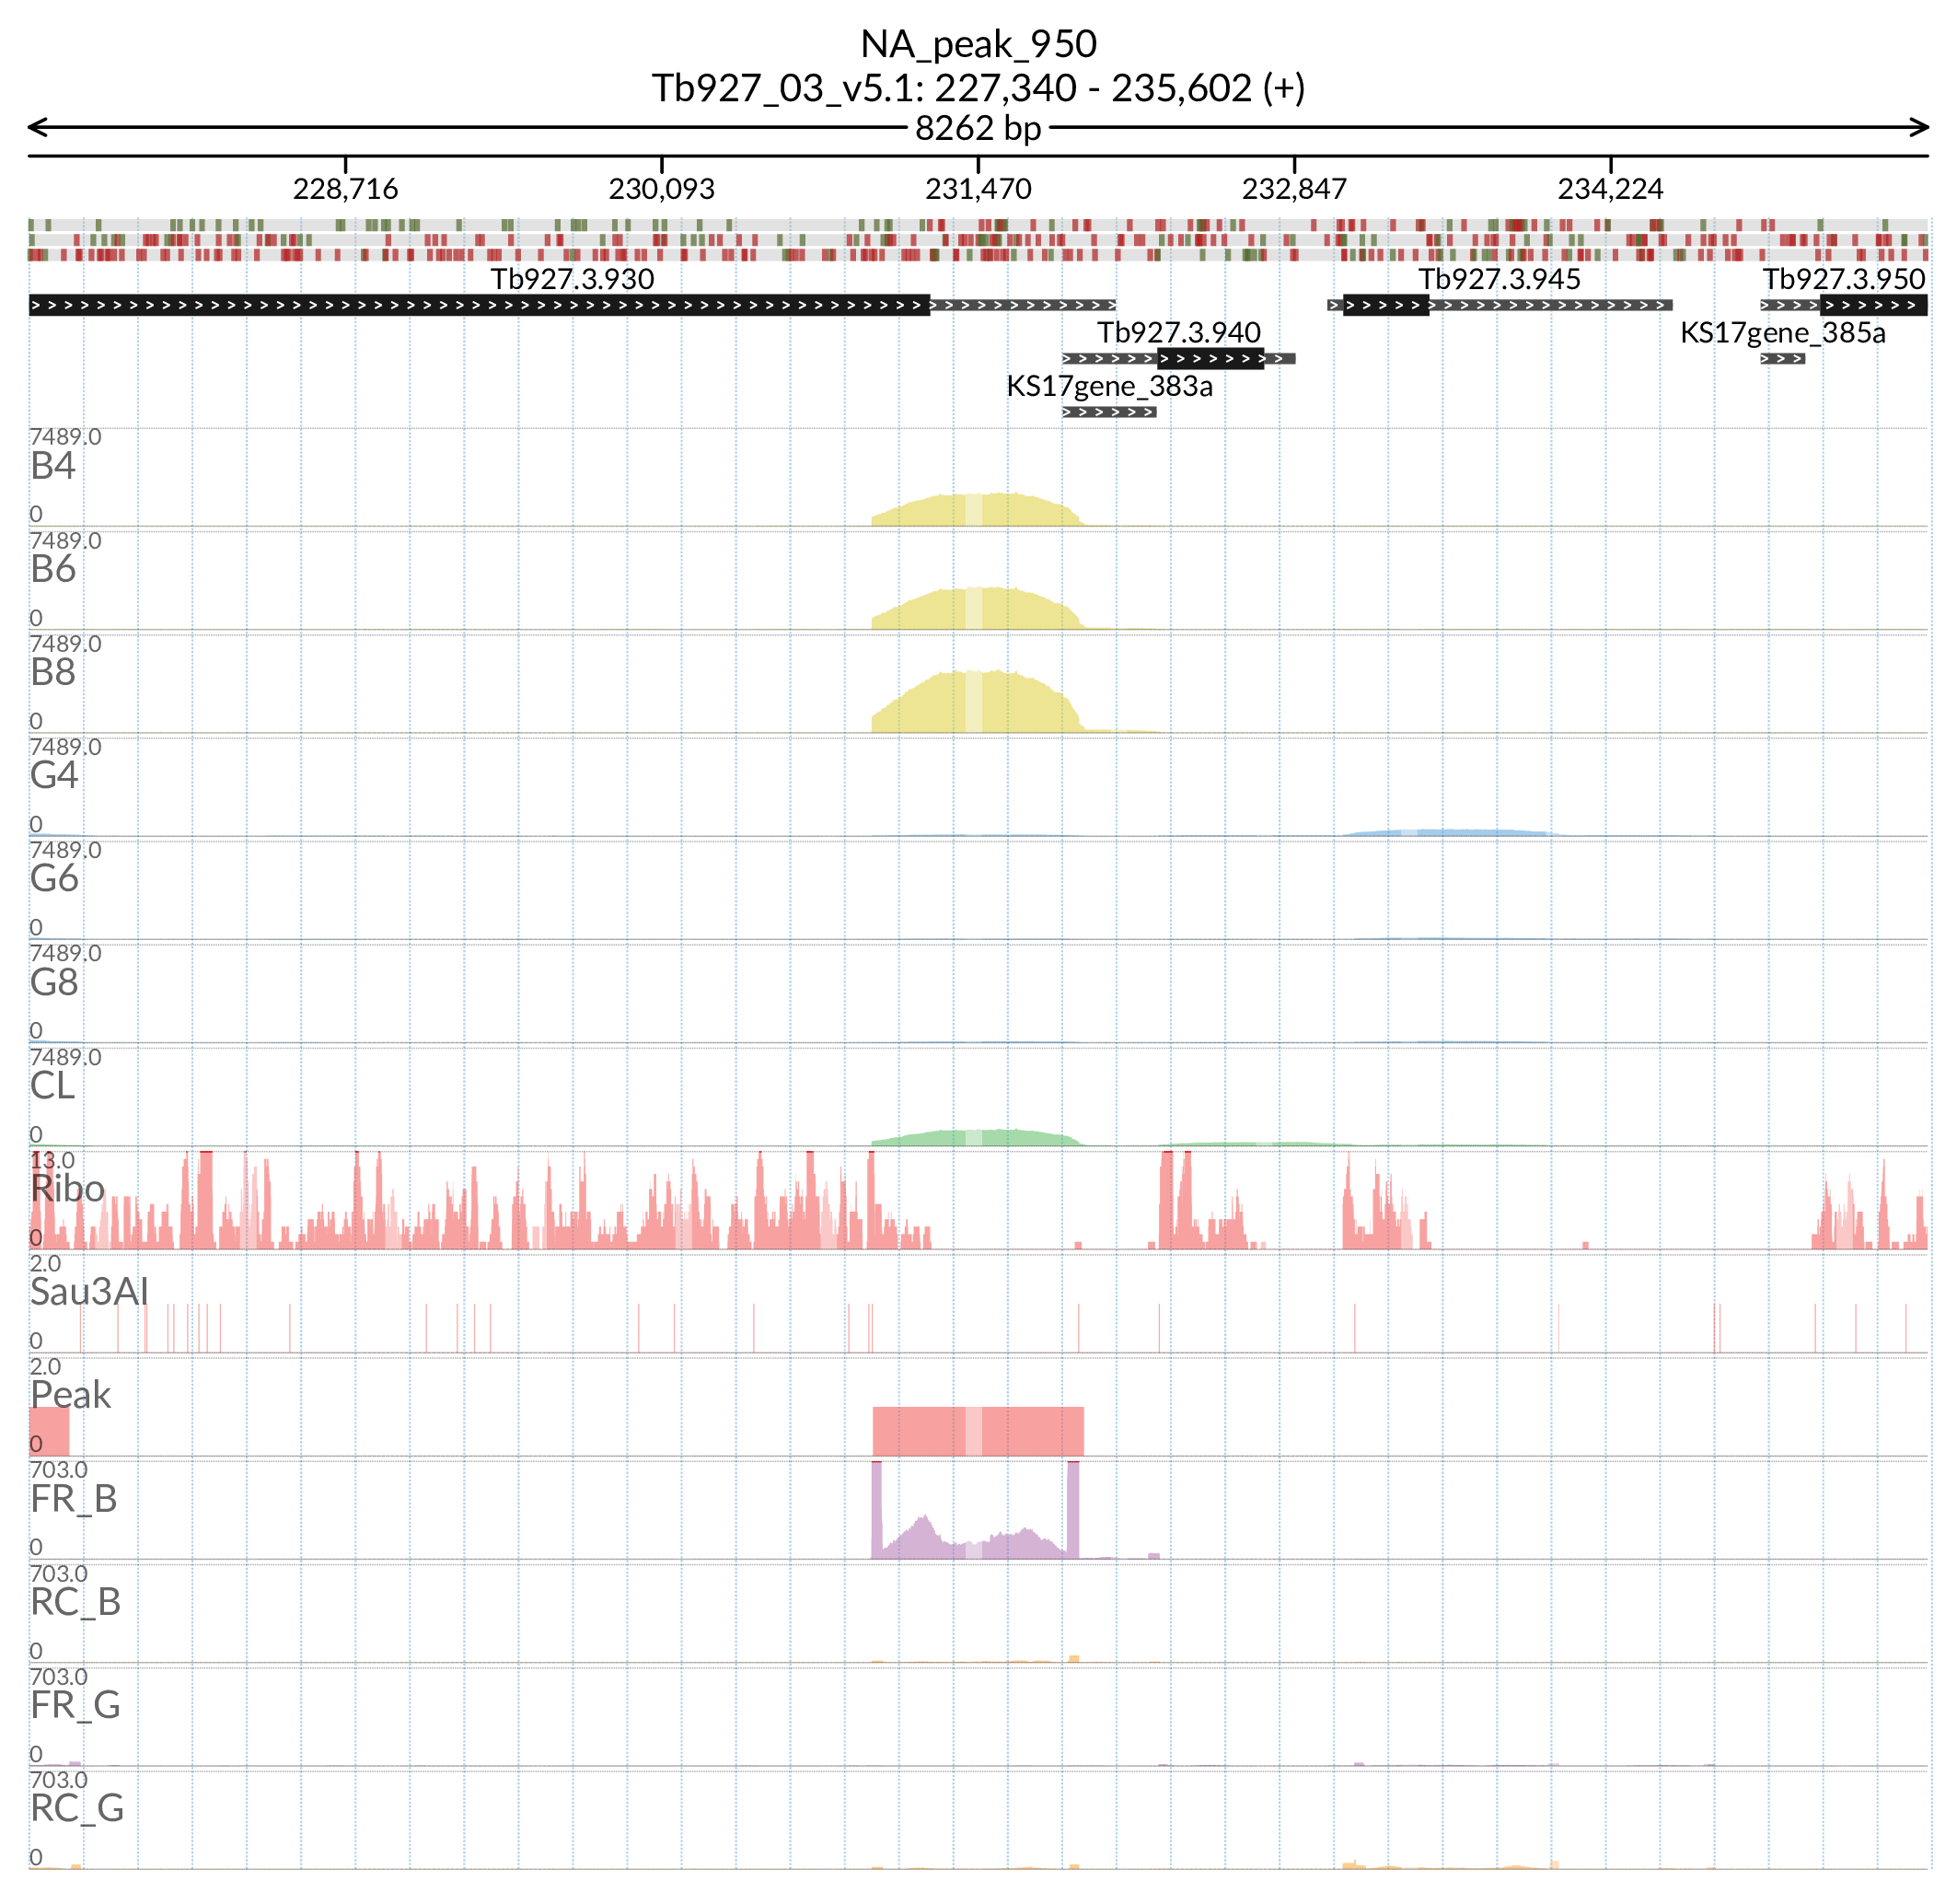 NA_peak_950
Tb927_03_v5.1: 227,340 - 235,602 (+)
8262 bp
228,716 230,093 231,470 232,847 234,224
Tb927.3.930 Tb927.3.945 Tb927.3.950
Tb927.3.940 KS17gene_385a
KS17gene_383a
7489.0
B4
0
7489.0
B6
0
7489.0
B8
0
7489.0
G4
0
7489.0
G6
0
7489.0
G8
0
7489.0
CL
0
13.0
Ribo
0
2.0
Sau3AI
0
2.0
Peak
0
703.0
FR_B
0
703.0
RC_B
0
703.0
FR_G
0
703.0
RC_G
0